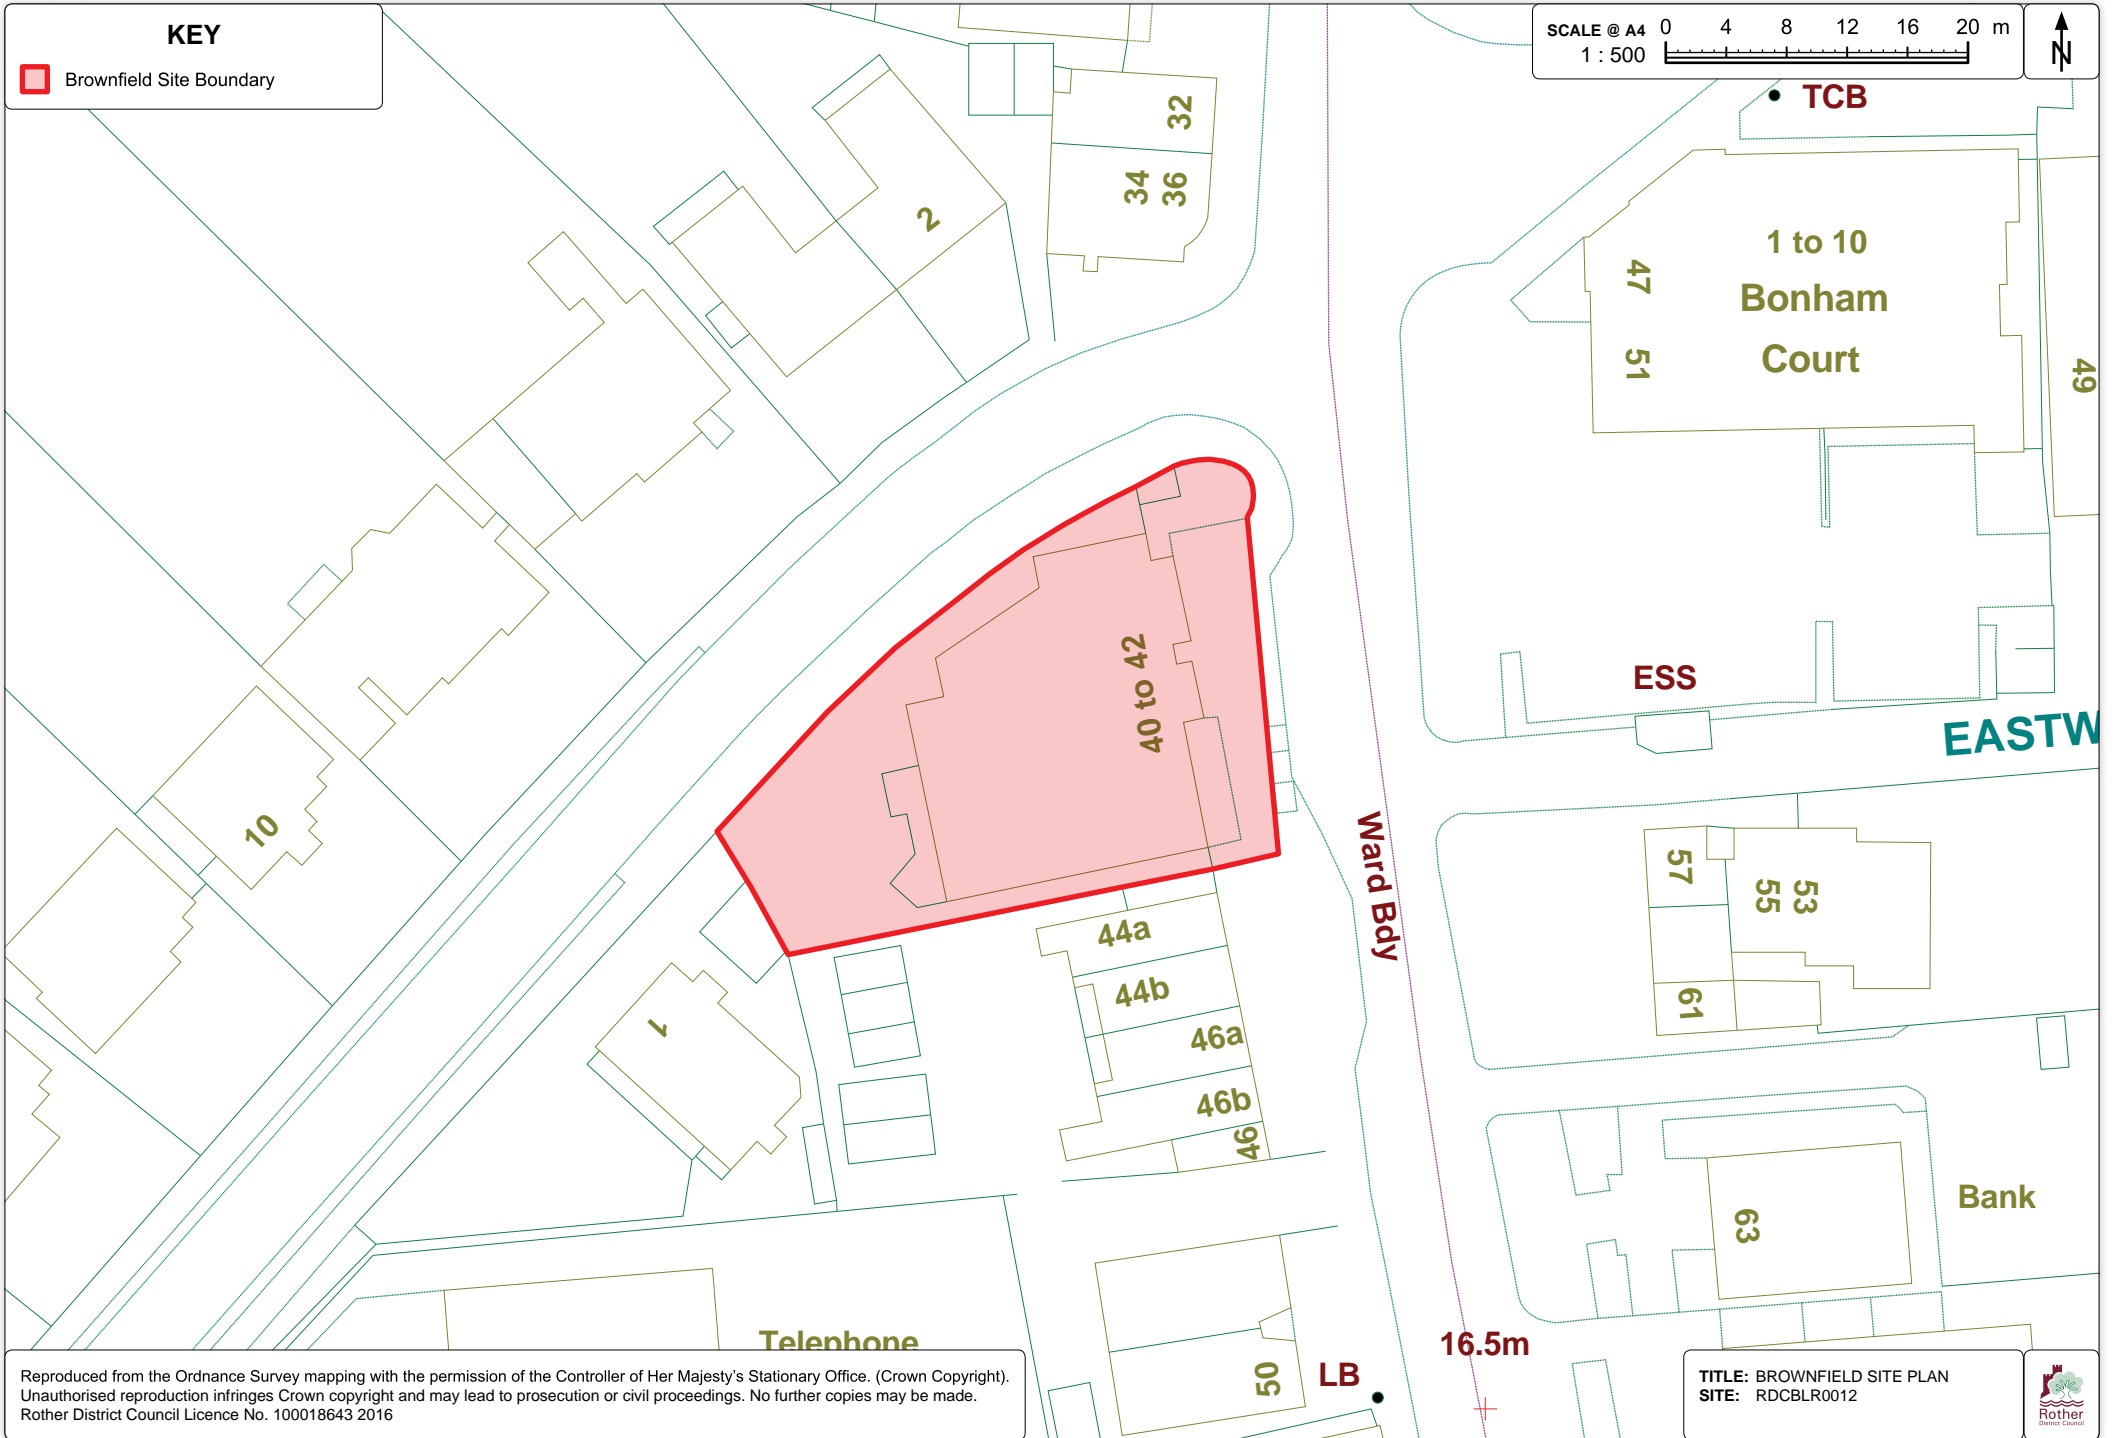 KEY
Brownfield Site Boundary
SCALE @ A4 0 4 8 12 16 20 m
1 : 500
N
TCB
32
34
36
2
1 to 10
Bonham
Court
47
51
49
40 to 42
ESS
EASTW
10
Ward Bdy
57
55
53
61
44a
44b
46a
46b
46
1
Bank
63
Telephone
50
LB
16.5m
Reproduced from the Ordnance Survey mapping with the permission of the Controller of Her Majesty's Stationary Office. (Crown Copyright).
Unauthorised reproduction infringes Crown copyright and may lead to prosecution or civil proceedings. No further copies may be made.
Rother District Council Licence No. 100018643 2016
TITLE: BROWNFIELD SITE PLAN
SITE: RDCBLR0012
Rother
District Council